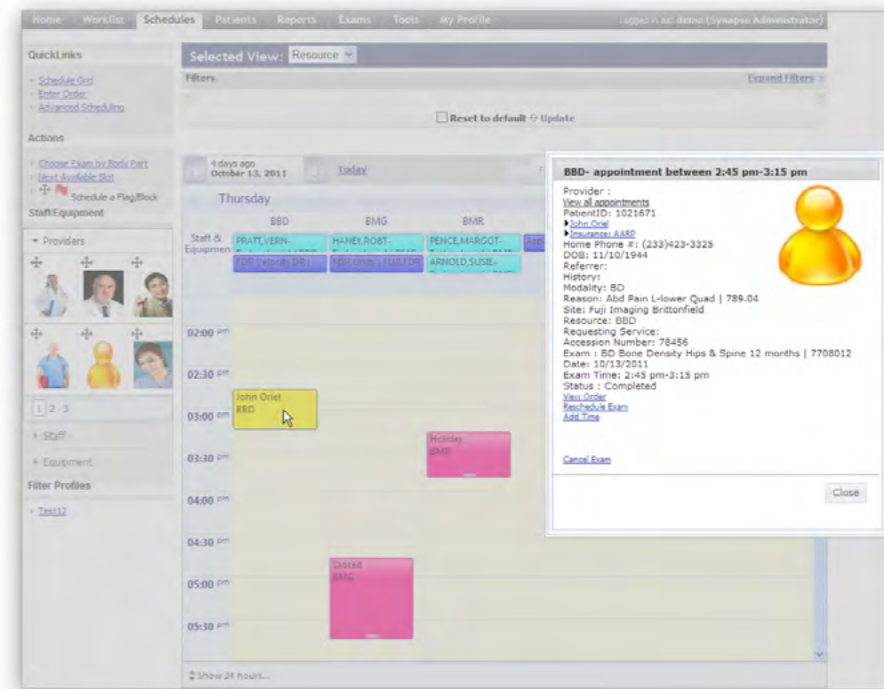 Home Worklist Schedules Patients Reports Exams Tools My Profile Logged in as: demo (Synapse Administrator)
QuickLinks
Schedule Grid
Enter Order
Advanced Scheduling
Actions
Choose Exam by Body Part
Next Available Slot
Schedule a Flag/Block
Staff/Equipment
Providers
1 2 3
Staff
Equipment
Filter Profiles
Test12
Selected View: Resource
Filters Expand Filters
Reset to default Update
4 days ago
October 13, 2011 Today
Thursday
BBD BMG BMR
Staff &
Equipment
PRATT,VERN- HANEY,ROBT- PENCE,MARGOT-
FDR Velocity ARNOLD,SUSIE-
02:00 pm
02:30 pm
John Oriel
BBD
03:00 pm
Holiday
BMR
03:30 pm
04:00 pm
04:30 pm
Closed
BMG
05:00 pm
05:30 pm
Show 24 hours...
BBD- appointment between 2:45 pm-3:15 pm
Provider :
View all appointments
PatientID: 1021671
John Oriel
Insurance: AARP
Home Phone #: (233)423-3325
DOB: 11/10/1944
Referrer:
History:
Modality: BD
Reason: Abd Pain L-lower Quad | 789.04
Site: Fuji Imaging Brittonfield
Resource: BBD
Requesting Service:
Accession Number: 78456
Exam : BD Bone Density Hips & Spine 12 months | 7708012
Date: 10/13/2011
Exam Time: 2:45 pm-3:15 pm
Status : Completed
View Order
Reschedule Exam
Add Time
Cancel Exam
Close